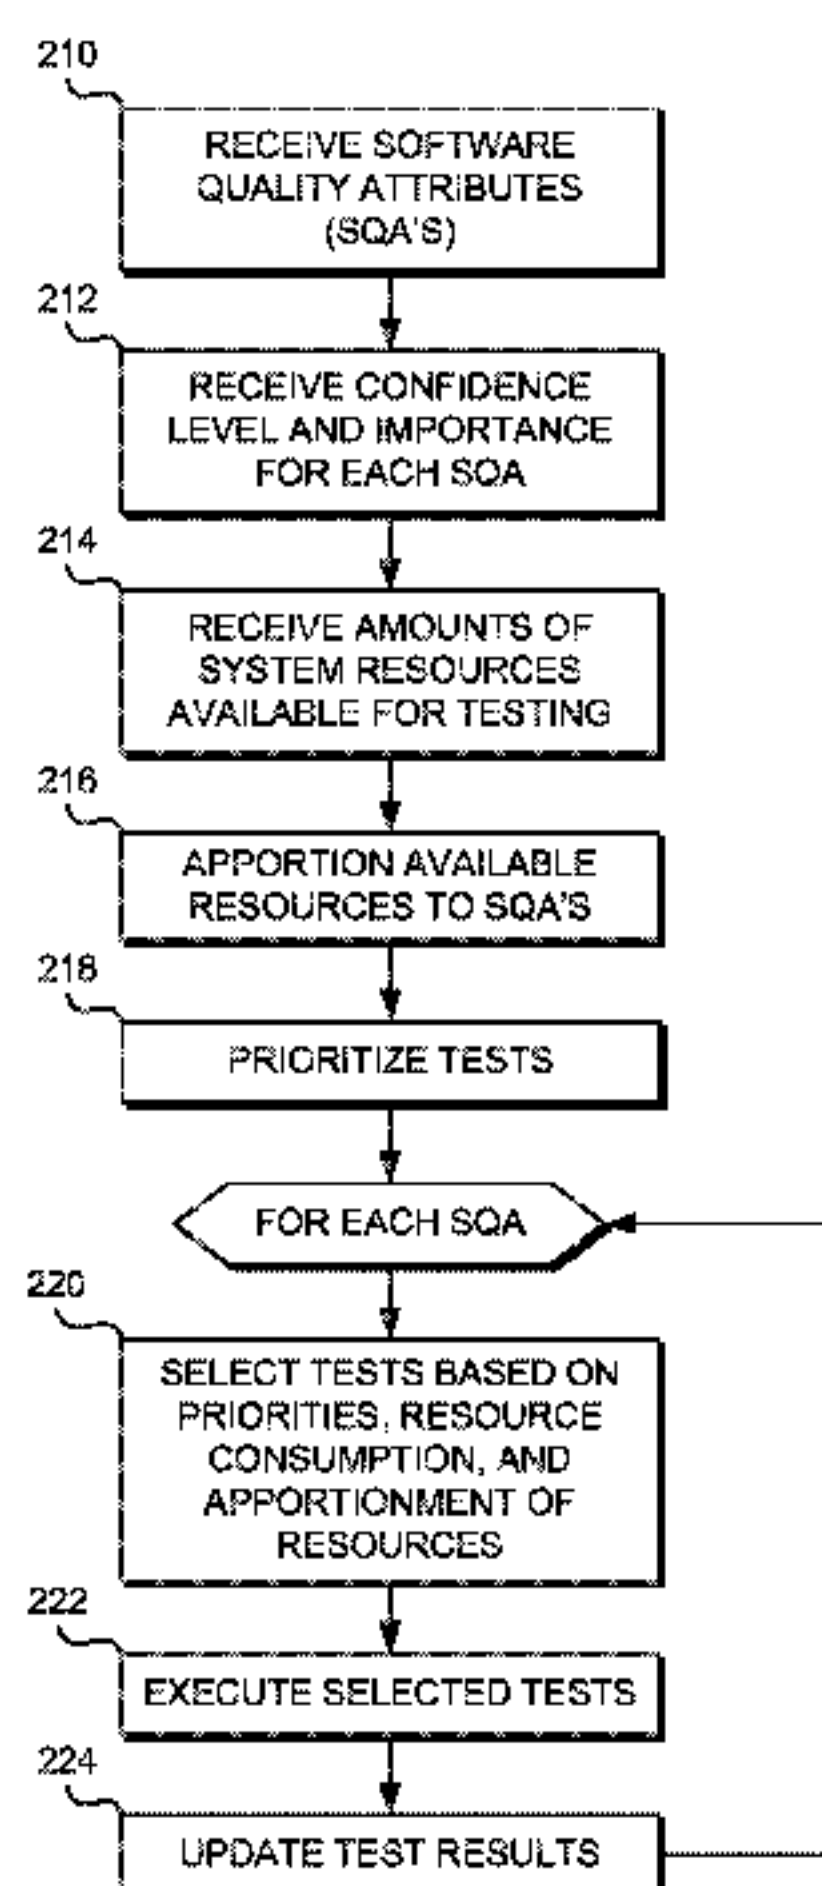 210
RECEIVE SOFTWARE
QUALITY ATTRIBUTES
(SQA'S)
212
RECEIVE CONFIDENCE
LEVEL AND IMPORTANCE
FOR EACH SQA
214
RECEIVE AMOUNTS OF
SYSTEM RESOURCES
AVAILABLE FOR TESTING
216
APPORTION AVAILABLE
RESOURCES TO SQA'S
218
PRIORITIZE TESTS
FOR EACH SQA
220
SELECT TESTS BASED ON
PRIORITIES, RESOURCE
CONSUMPTION, AND
APPORTIONMENT OF
RESOURCES
222
EXECUTE SELECTED TESTS
224
UPDATE TEST RESULTS